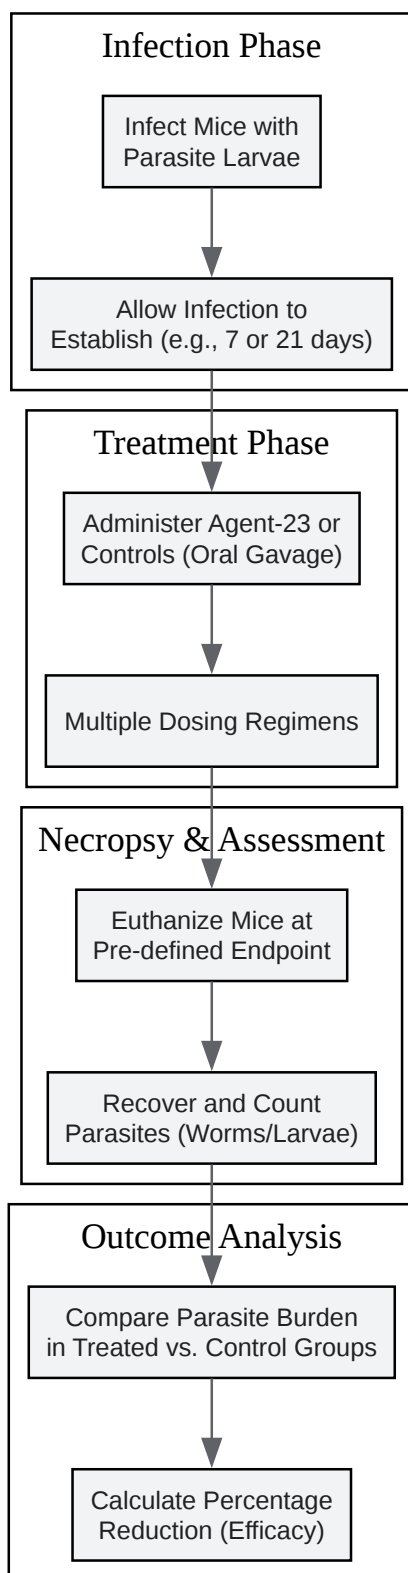 Infection Phase
Infect Mice with
Parasite Larvae
Allow Infection to
Establish (e.g., 7 or 21 days)
Treatment Phase
Administer Agent-23 or
Controls (Oral Gavage)
Multiple Dosing Regimens
Necropsy & Assessment
Euthanize Mice at
Pre-defined Endpoint
Recover and Count
Parasites (Worms/Larvae)
Outcome Analysis
Compare Parasite Burden
in Treated vs. Control Groups
Calculate Percentage
Reduction (Efficacy)